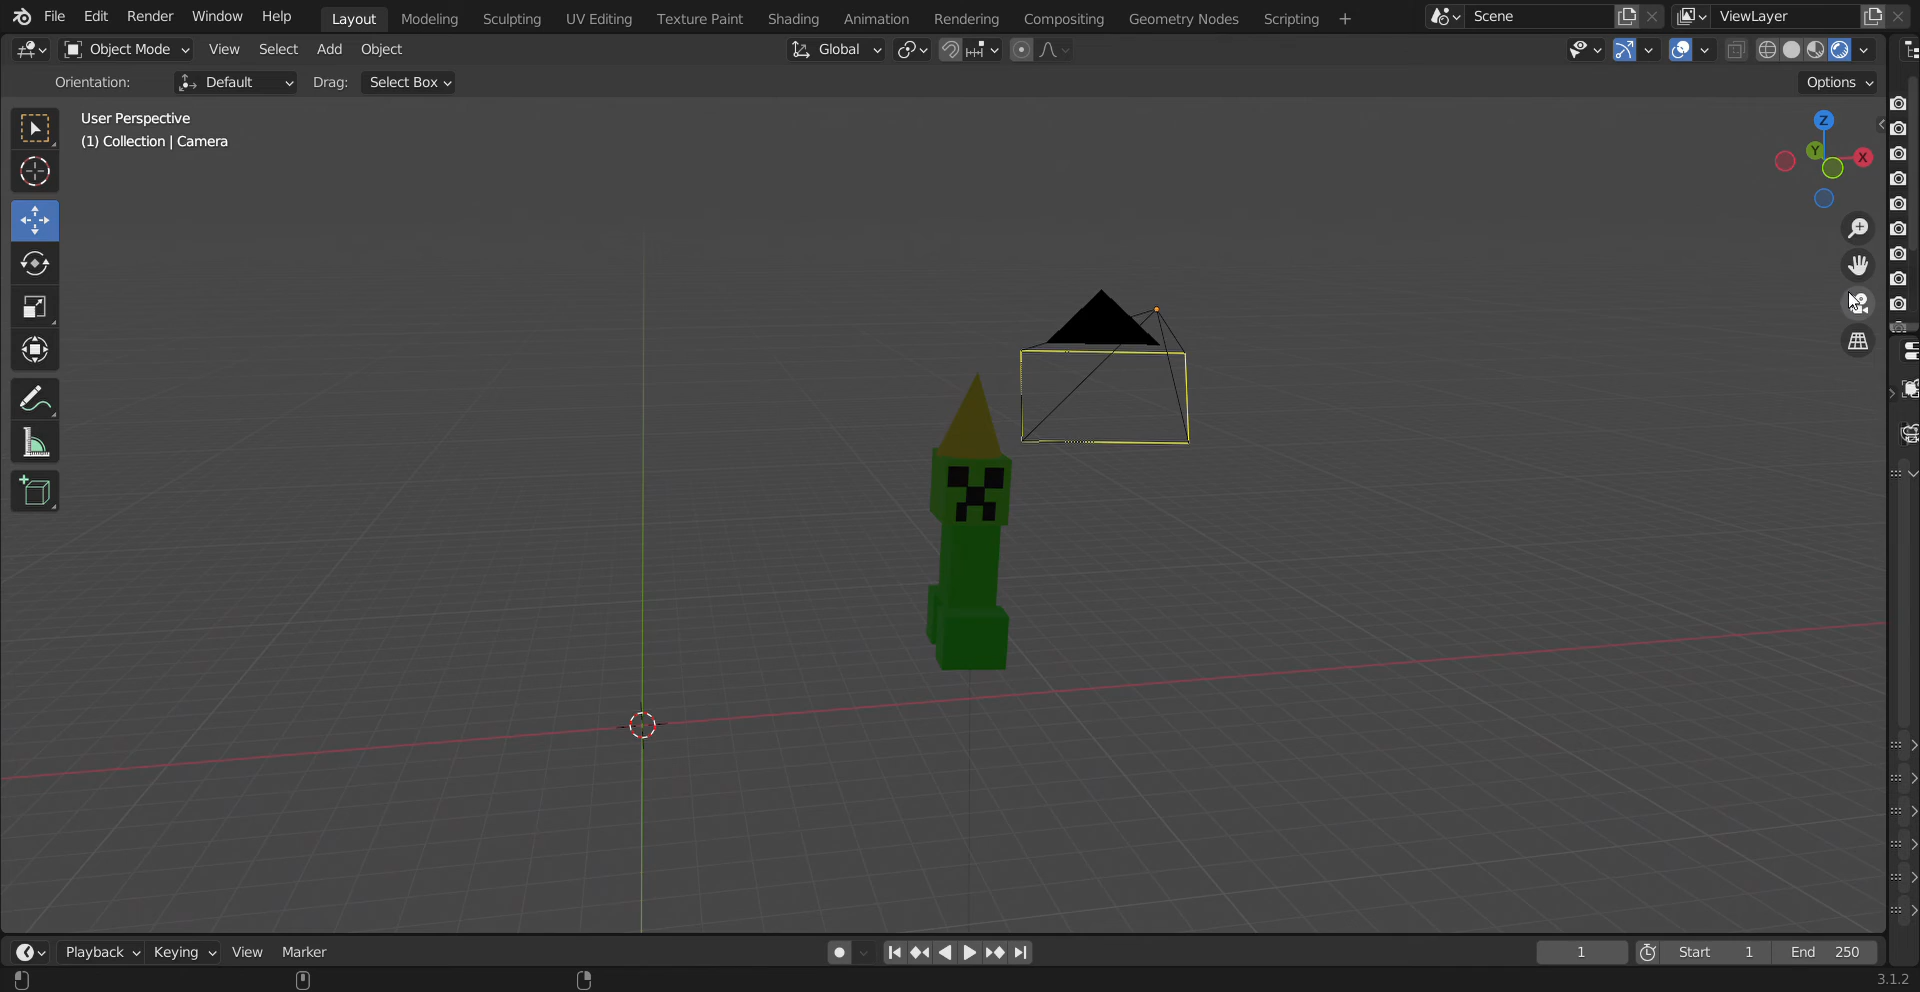 File Edit Render Window Help Layout Modeling Sculpting UV Editing Texture Paint Shading Animation Rendering Compositing Geometry Nodes Scripting + Scene ViewLayer
Object Mode View Select Add Object Global
Orientation: Default Drag: Select Box Options
User Perspective
(1) Collection | Camera
Z
Y
X
Playback Keying View Marker 1 Start 1 End 250
3.1.2